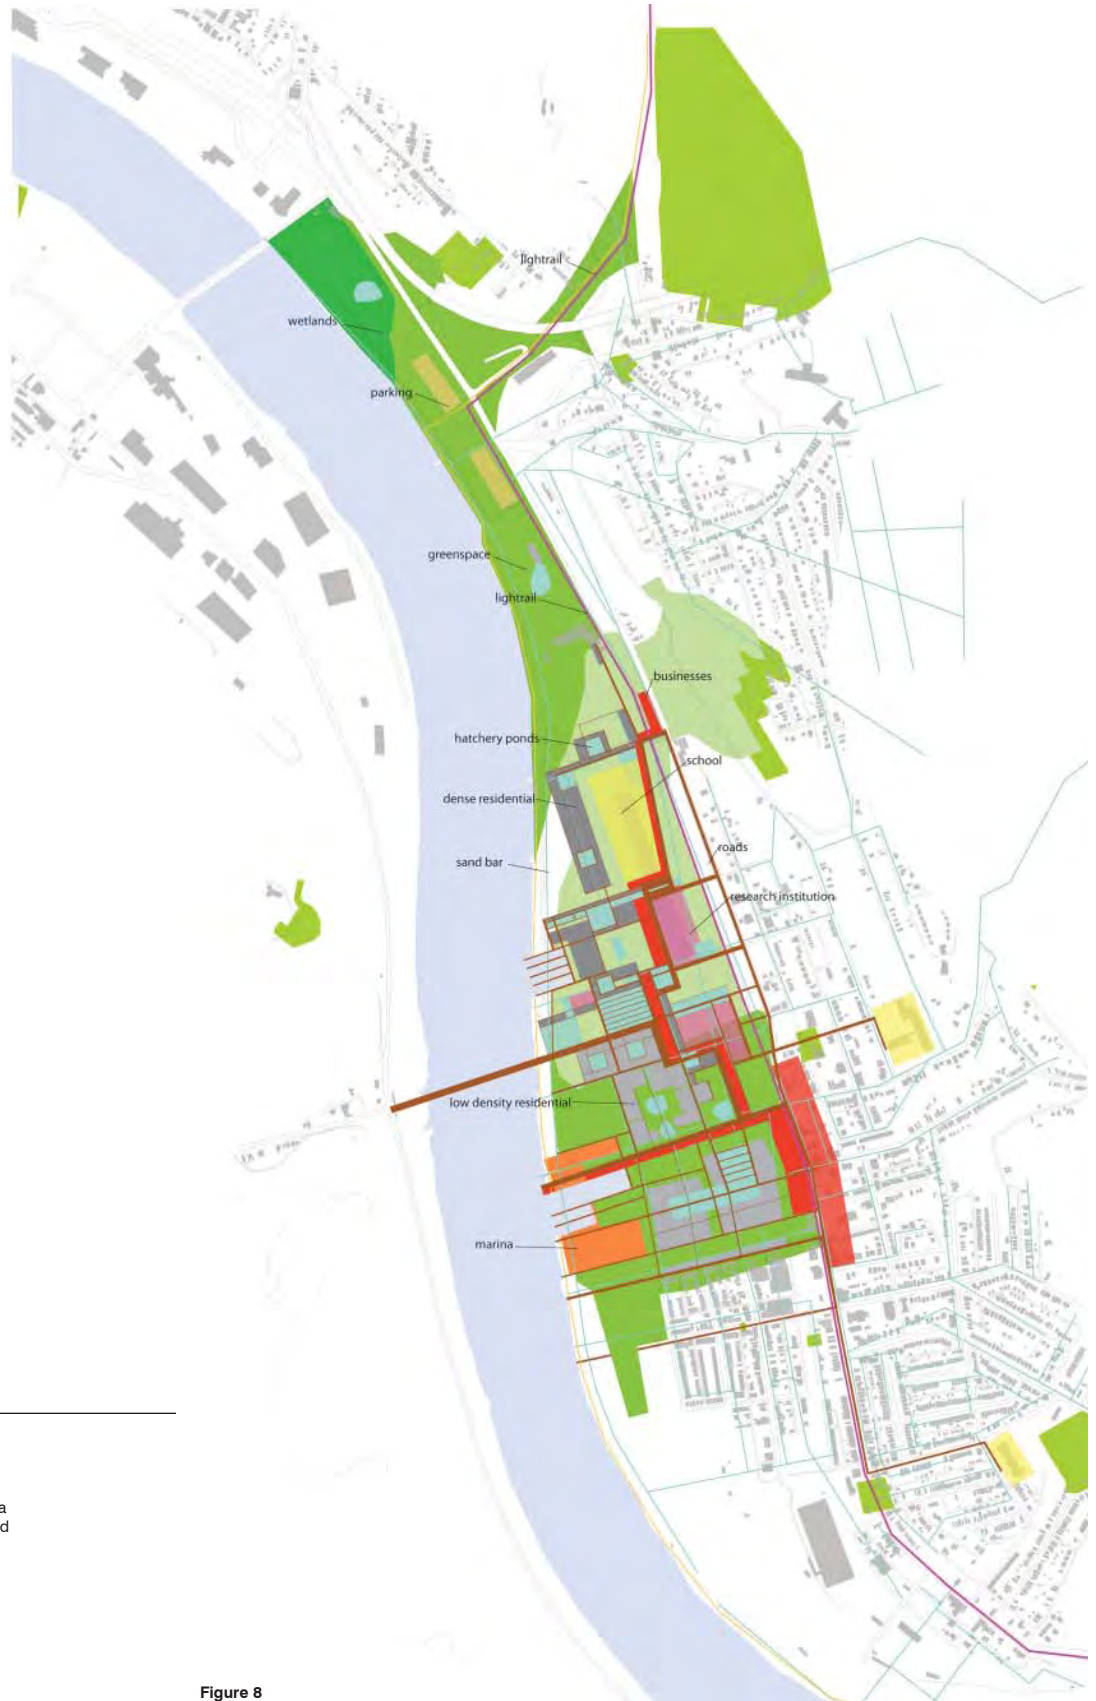 lightrail
wetlands
parking
greenspace
lightrail
businesses
hatchery ponds
school
dense residential
roads
sand bar
research institution
low density residential
marina
a
d
Figure 8